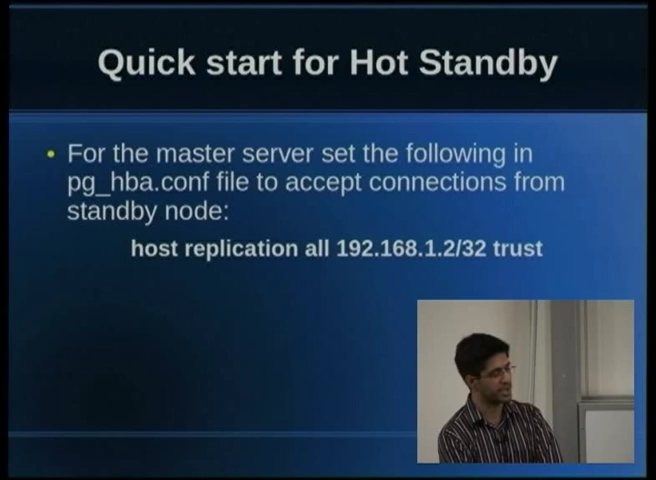 Quick start for Hot Standby
• For the master server set the following in
pg_hba.conf file to accept connections from
standby node:
host replication all 192.168.1.2/32 trust